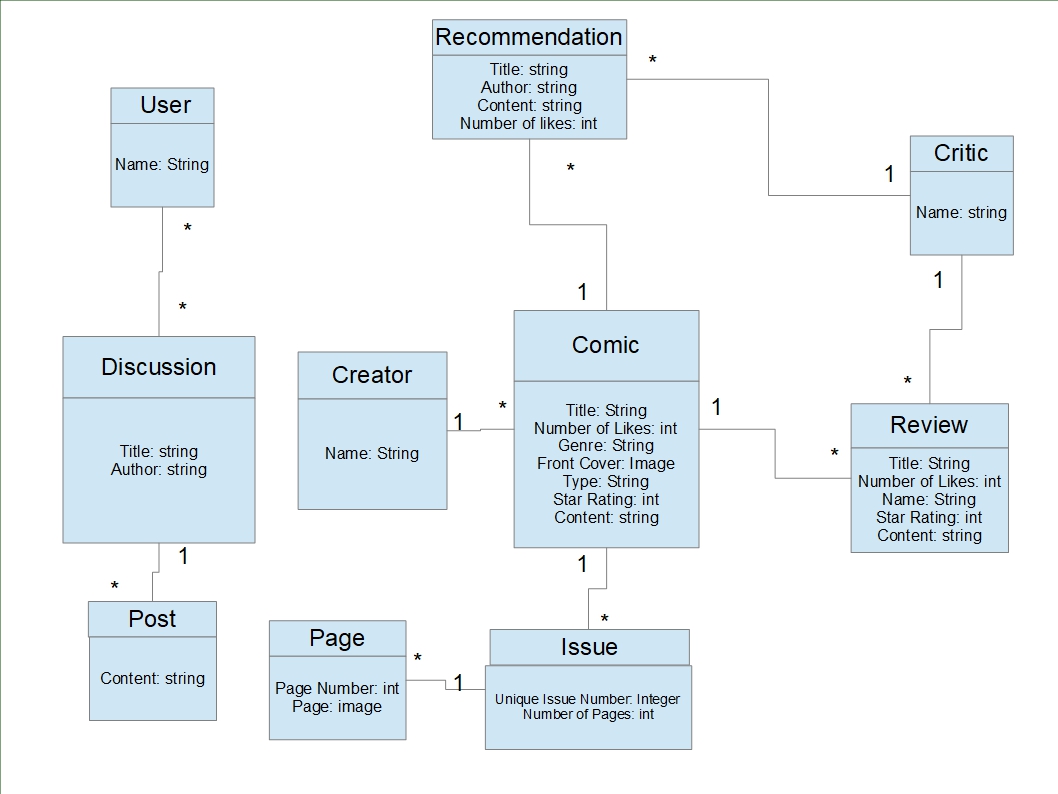 Recommendation
Title: string
Author: string
Content: string
Number of likes: int
*
*
User
Name: String
*
*
Critic
Name: string
1
1
Discussion
Title: string
Author: string
1
*
Creator
Name: String
1
*
1
Comic
Title: String
Number of Likes: int
Genre: String
Front Cover: Image
Type: String
Star Rating: int
Content: string
1
*
1
*
Review
Title: String
Number of Likes: int
Name: String
Star Rating: int
Content: string
*
Post
Content: string
Page
Page Number: int
Page: image
*
1
Issue
Unique Issue Number: Integer
Number of Pages: int